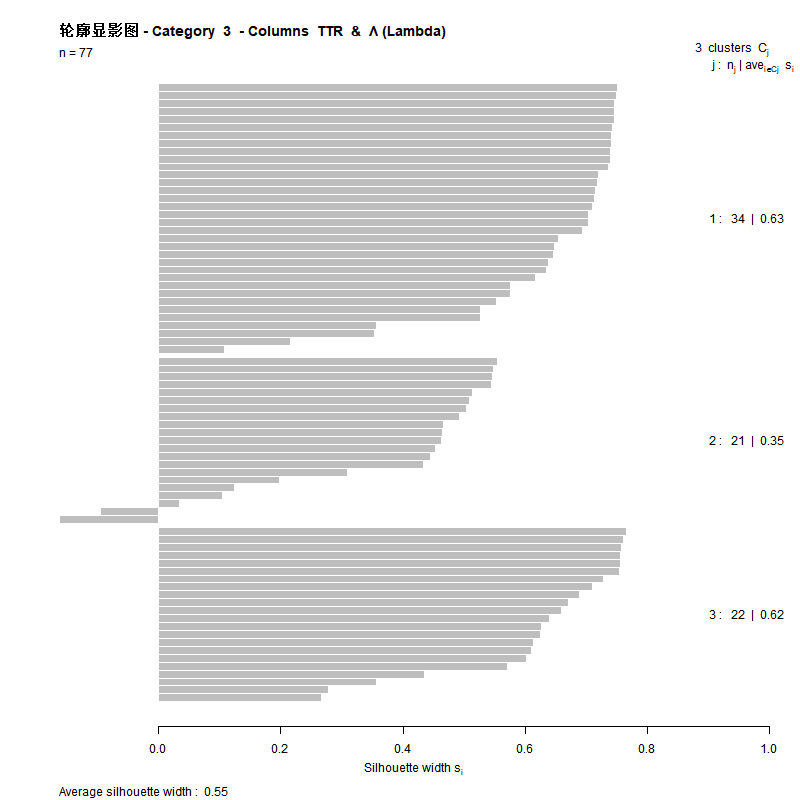 轮廓显影图 - Category 3 - Columns TTR & Λ (Lambda)
n = 77
3 clusters Cj
j : nj | avei∈Cj si
1 : 34 | 0.63
2 : 21 | 0.35
3 : 22 | 0.62
0.0 0.2 0.4 0.6 0.8 1.0
Silhouette width si
Average silhouette width : 0.55